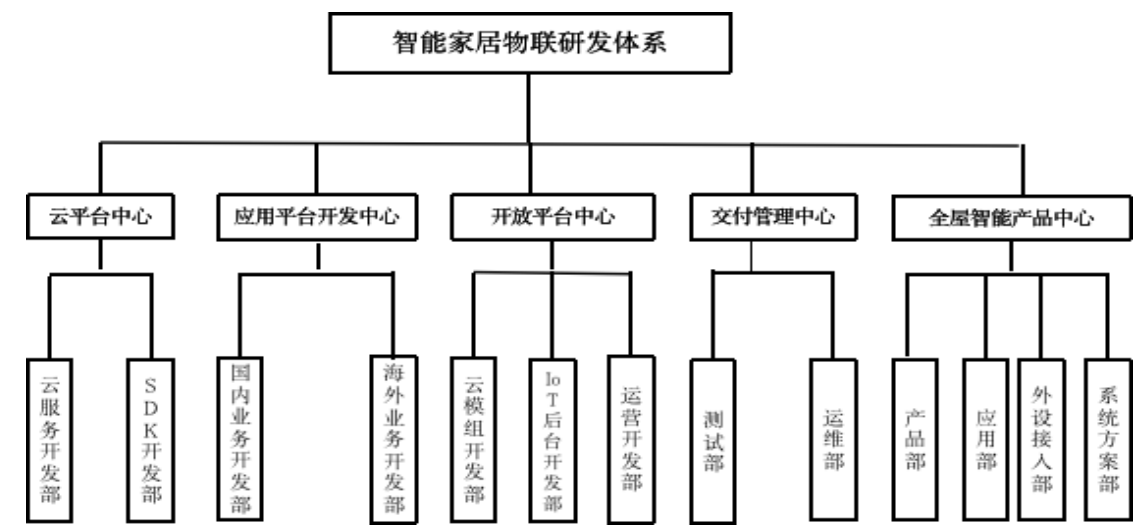 智能家居物联研发体系
云平台中心
应用平台开发中心
开放平台中心
交付管理中心
全屋智能产品中心
云服务开发部
SDK开发部
国内业务开发部
海外业务开发部
云模组开发部
IoT后台开发部
运营开发部
测试部
运维部
产品部
应用部
外设接人部
系统方案部